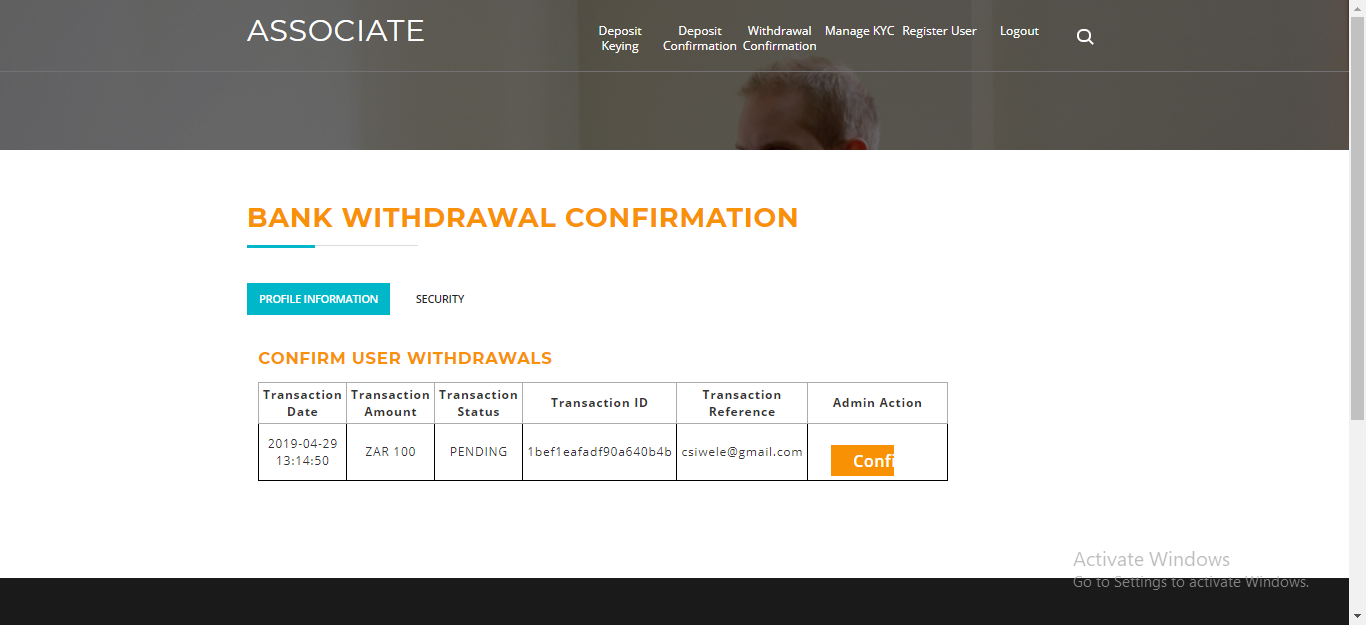 ASSOCIATE
Deposit
Keying
Deposit
Confirmation
Withdrawal
Confirmation
Manage KYC
Register User
Logout
BANK WITHDRAWAL CONFIRMATION
PROFILE INFORMATION
SECURITY
CONFIRM USER WITHDRAWALS
Transaction
Date
Transaction
Amount
Transaction
Status
Transaction ID
Transaction
Reference
Admin Action
2019-04-29
13:14:50
ZAR 100
PENDING
1bef1eafadf90a640b4b
csiwele@gmail.com
Confi
Activate Windows
Go to Settings to activate Windows.